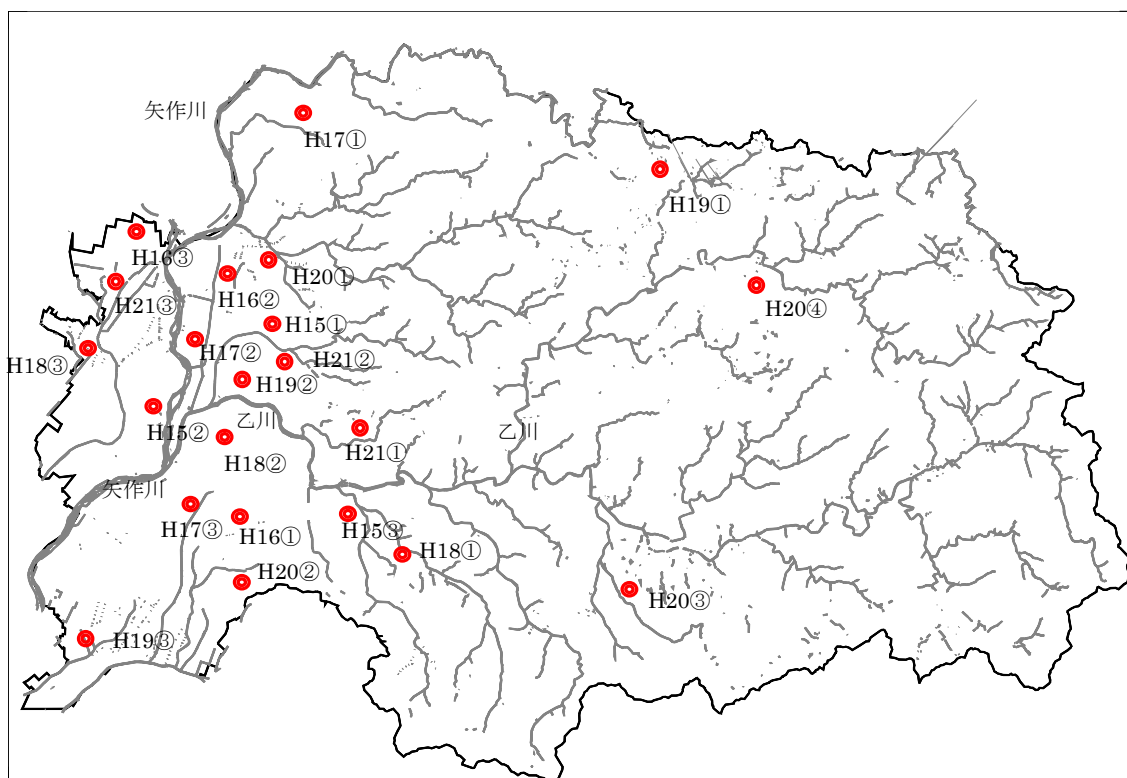 矢作川
H17①
H19①
H16③
H20①
H16②
H21③
H20④
H15①
H17②
H21②
H18③
H19②
H15②
乙川
H21①
乙川
H18②
矢作川
H17③
H16①
H15③
H18①
H20②
H20③
H19③